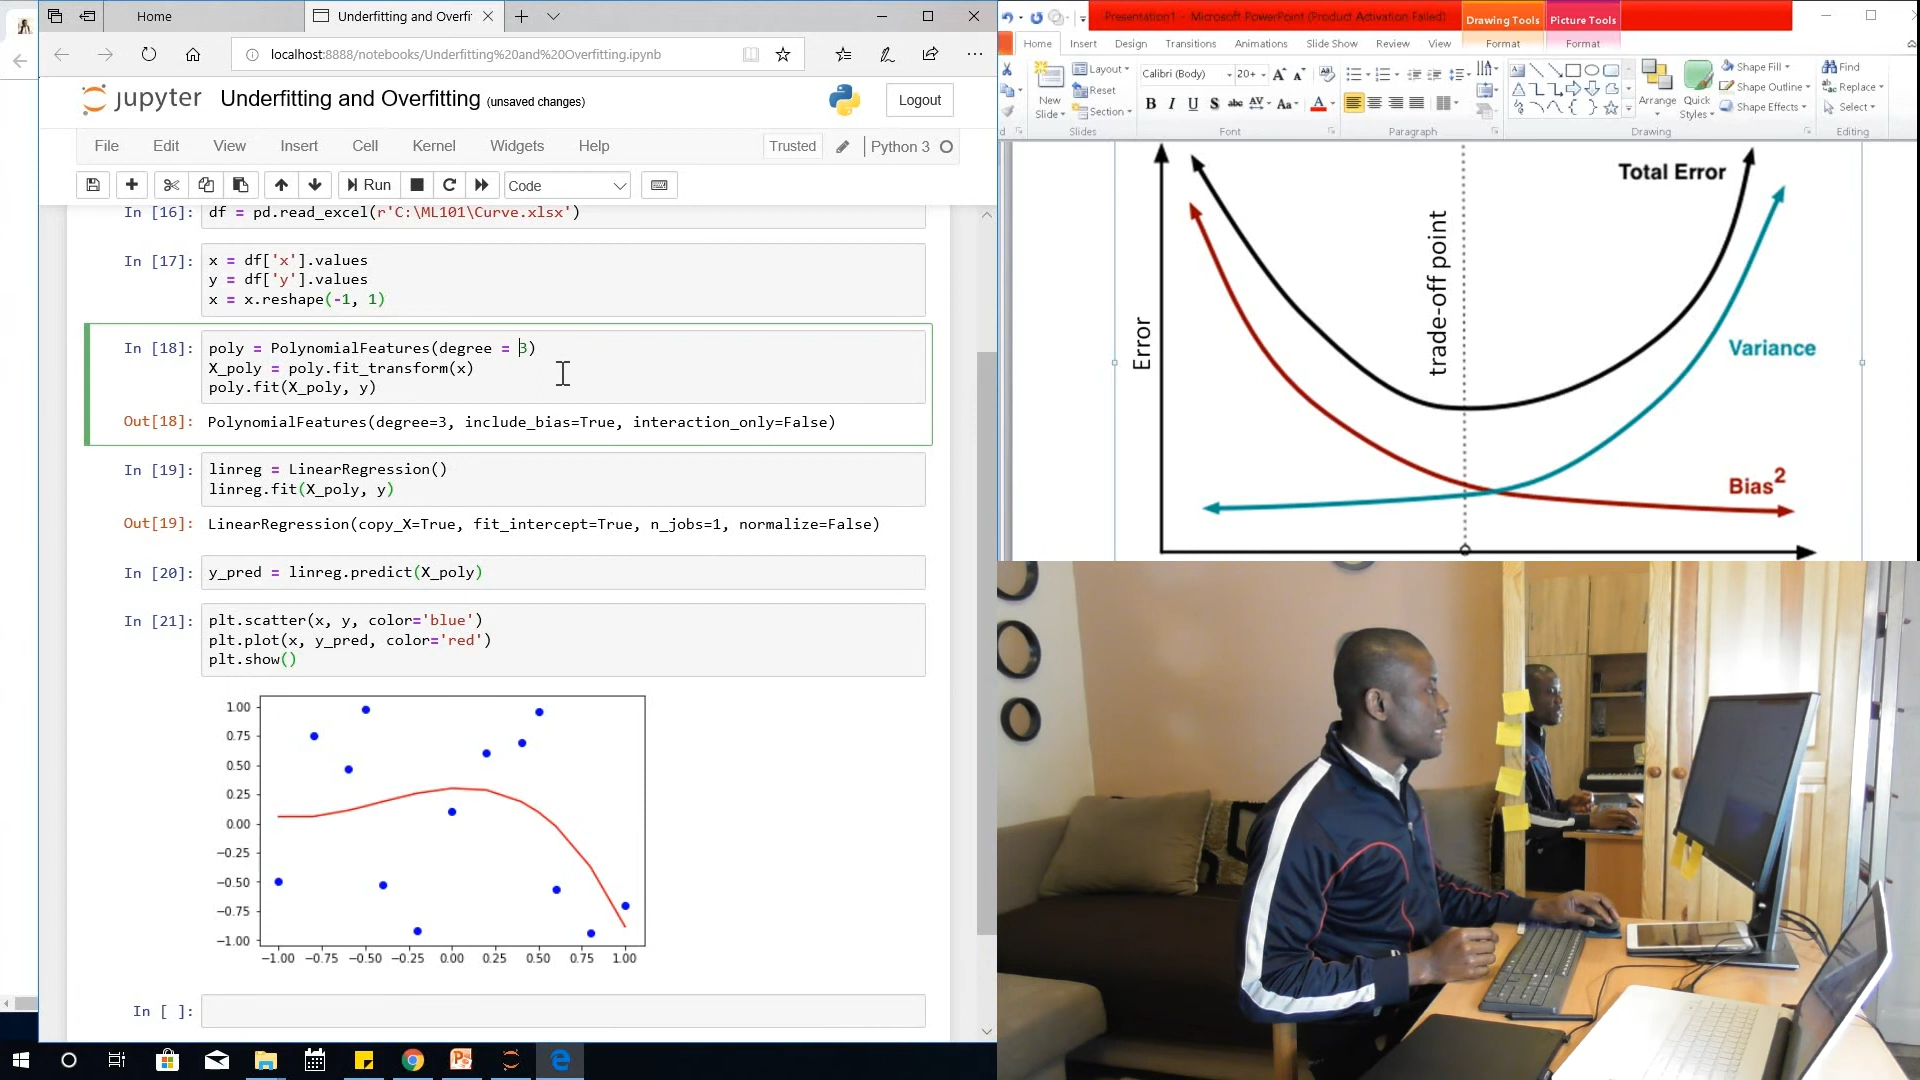 Home
Underfitting and Overfi
localhost:8888/notebooks/Underfitting%20and%20Overfitting.ipynb
jupyter Underfitting and Overfitting (unsaved changes)
Logout
File Edit View Insert Cell Kernel Widgets Help
Trusted Python 3
Run Code
In [16]: df = pd.read_excel(r'C:\ML101\Curve.xlsx')
In [17]: x = df['x'].values
y = df['y'].values
x = x.reshape(-1, 1)
In [18]: poly = PolynomialFeatures(degree = 3)
X_poly = poly.fit_transform(x)
poly.fit(X_poly, y)
Out[18]: PolynomialFeatures(degree=3, include_bias=True, interaction_only=False)
In [19]: linreg = LinearRegression()
linreg.fit(X_poly, y)
Out[19]: LinearRegression(copy_X=True, fit_intercept=True, n_jobs=1, normalize=False)
In [20]: y_pred = linreg.predict(X_poly)
In [21]: plt.scatter(x, y, color='blue')
plt.plot(x, y_pred, color='red')
plt.show()
1.00
0.75
0.50
0.25
0.00
−0.25
−0.50
−0.75
−1.00
−1.00 −0.75 −0.50 −0.25 0.00 0.25 0.50 0.75 1.00
In [ ]:
Presentation1 - Microsoft PowerPoint (Product Activation Failed)
Drawing Tools Picture Tools
Home Insert Design Transitions Animations Slide Show Review View Format Format
New
Slide
Layout
Reset
Section
Slides
Calibri (Body) 20+
B I U S abc AV Aa A
Font
Paragraph
Arrange
Quick
Styles
Shape Fill
Shape Outline
Shape Effects
Drawing
Find
Replace
Select
Editing
Total Error
trade-off point
Error
Variance
Bias2